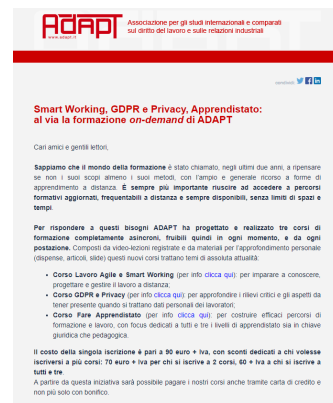 ADAPT
www.adapt.it
Associazione per gli studi internazionali e comparati
sul diritto del lavoro e sulle relazioni industriali
Smart Working, GDPR e Privacy, Apprendistato:
al via la formazione on-demand di ADAPT
Cari amici e gentili lettori,
Sappiamo che il mondo della formazione è stato chiamato, negli ultimi due anni, a ripensare
se non i suoi scopi almeno i suoi metodi, con l'ampio e generale ricorso a forme di
apprendimento a distanza. È sempre più importante riuscire ad accedere a percorsi
formativi aggiornati, frequentabili a distanza e sempre disponibili, senza limiti di spazi e
tempi.
Per rispondere a questi bisogni ADAPT ha progettato e realizzato tre corsi di
formazione completamente asincroni, fruibili quindi in ogni momento, e da ogni
postazione. Composti da video-lezioni registrate e da materiali per l'approfondimento personale
(dispense, articoli, slide) questi nuovi corsi trattano temi di assoluta attualità:
• Corso Lavoro Agile e Smart Working (per info clicca qui): per imparare a conoscere,
progettare e gestire il lavoro a distanza;
• Corso GDPR e Privacy (per info clicca qui): per approfondire i rilievi critici e gli aspetti da
tener presente quando si trattano dati personali dei lavoratori;
• Corso Fare Apprendistato (per info clicca qui): per costruire efficaci percorsi di
formazione e lavoro, con focus dedicati a tutti e tre i livelli di apprendistato sia in chiave
giuridica che pedagogica.
Il costo della singola iscrizione è pari a 90 euro + Iva, con sconti dedicati a chi volesse
iscriversi a più corsi: 70 euro + Iva per chi si iscrive a 2 corsi, 60 + Iva a chi si iscrive a
tutti e tre.
A partire da questa iniziativa sarà possibile pagare i nostri corsi anche tramite carta di credito e
non più solo con bonifico.